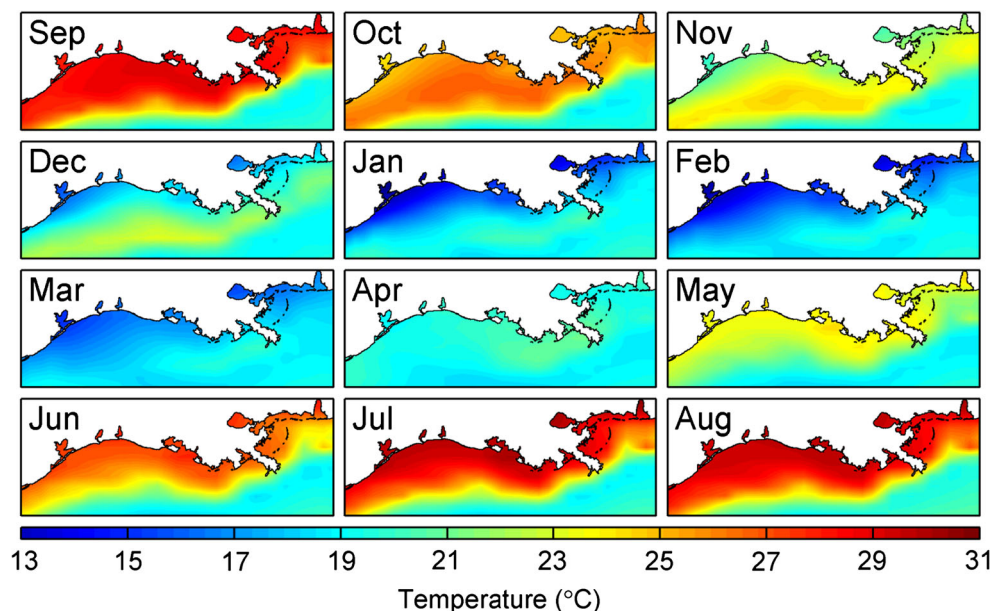 Sep Oct Nov
Dec Jan Feb
Mar Apr May
Jun Jul Aug
13 15 17 19 21 23 25 27 29 31
Temperature (°C)